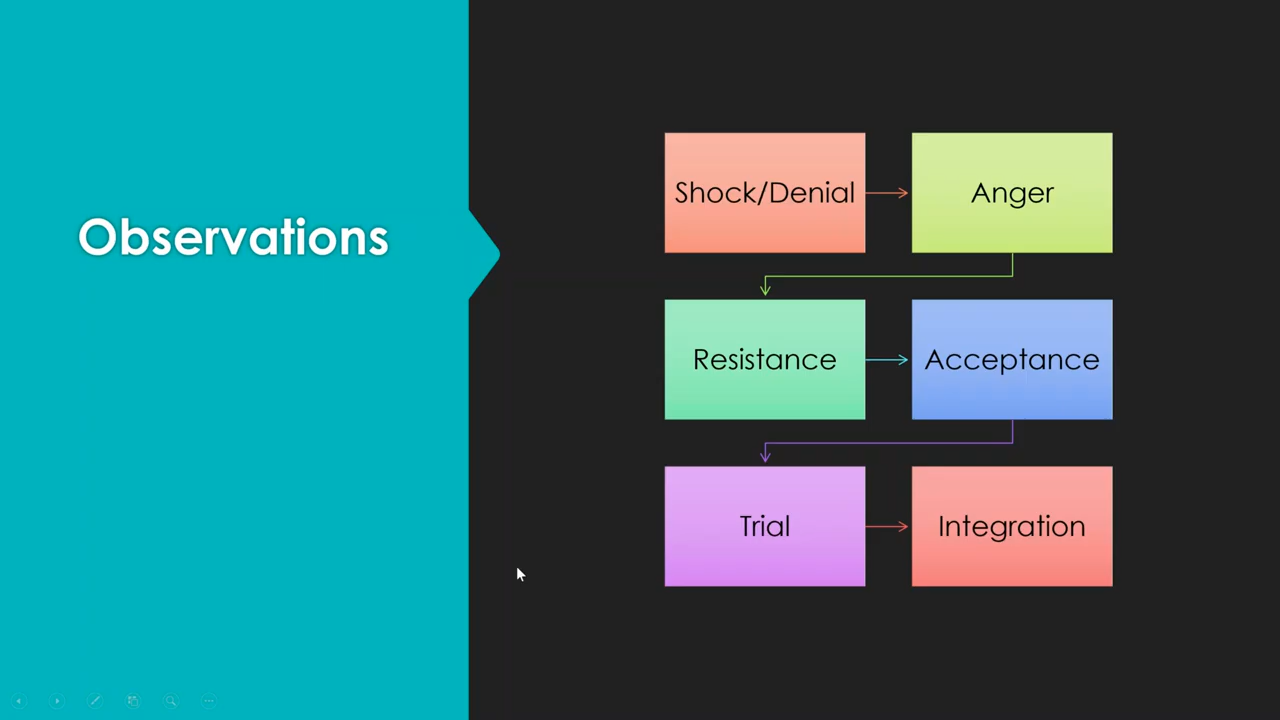 Observations
Shock/Denial
Anger
Resistance
Acceptance
Trial
Integration